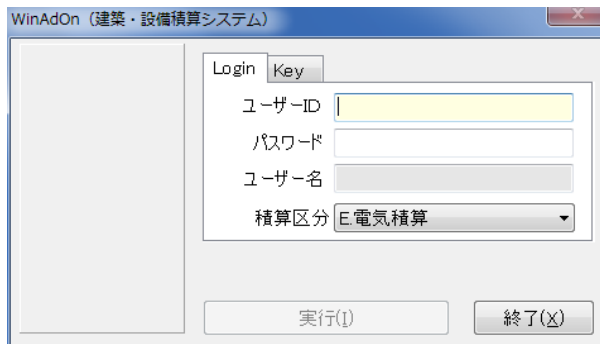 WinAdOn（建築・設備積算システム）
Login Key
ユーザーID
パスワード
ユーザー名
積算区分 E.電気積算
実行(I) 終了(X)